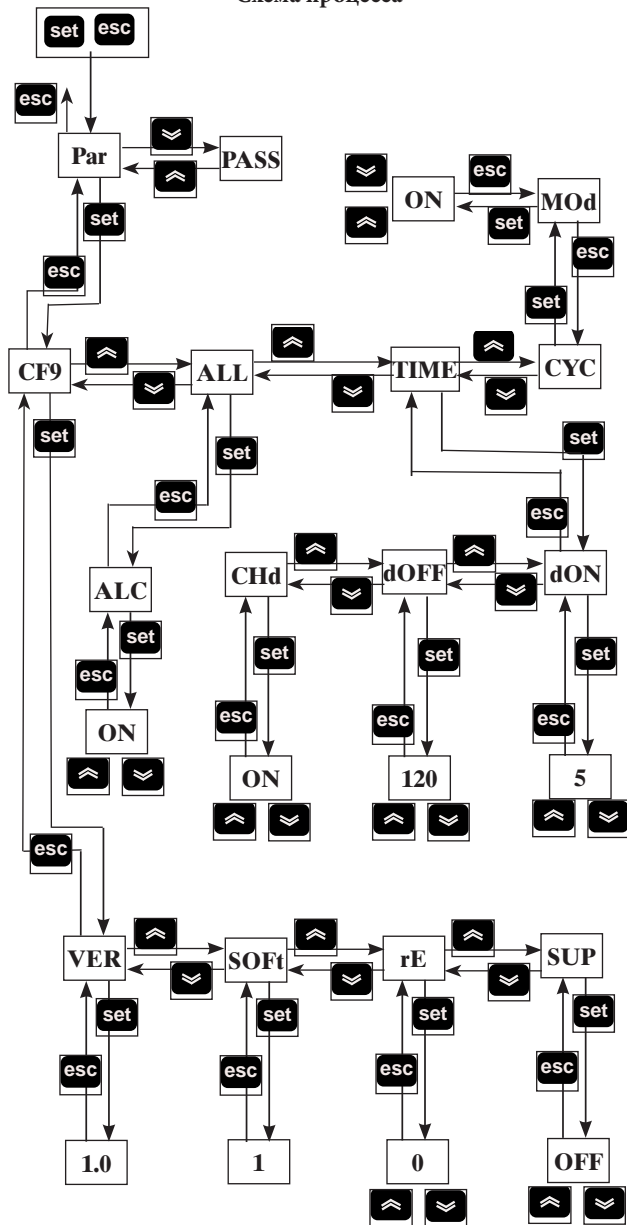 Схема процесса
set esc
esc
Par PASS
set
esc
ON esc MOd
set
esc
set
CF9 ALL TIME CYC
set
set
set
esc
esc
CHd dOFF dON
ALC
set
set set set
esc
esc esc esc
ON
ON 120 5
esc
VER SOFt rE SUP
set set set set
esc esc esc esc
1.0 1 0 OFF